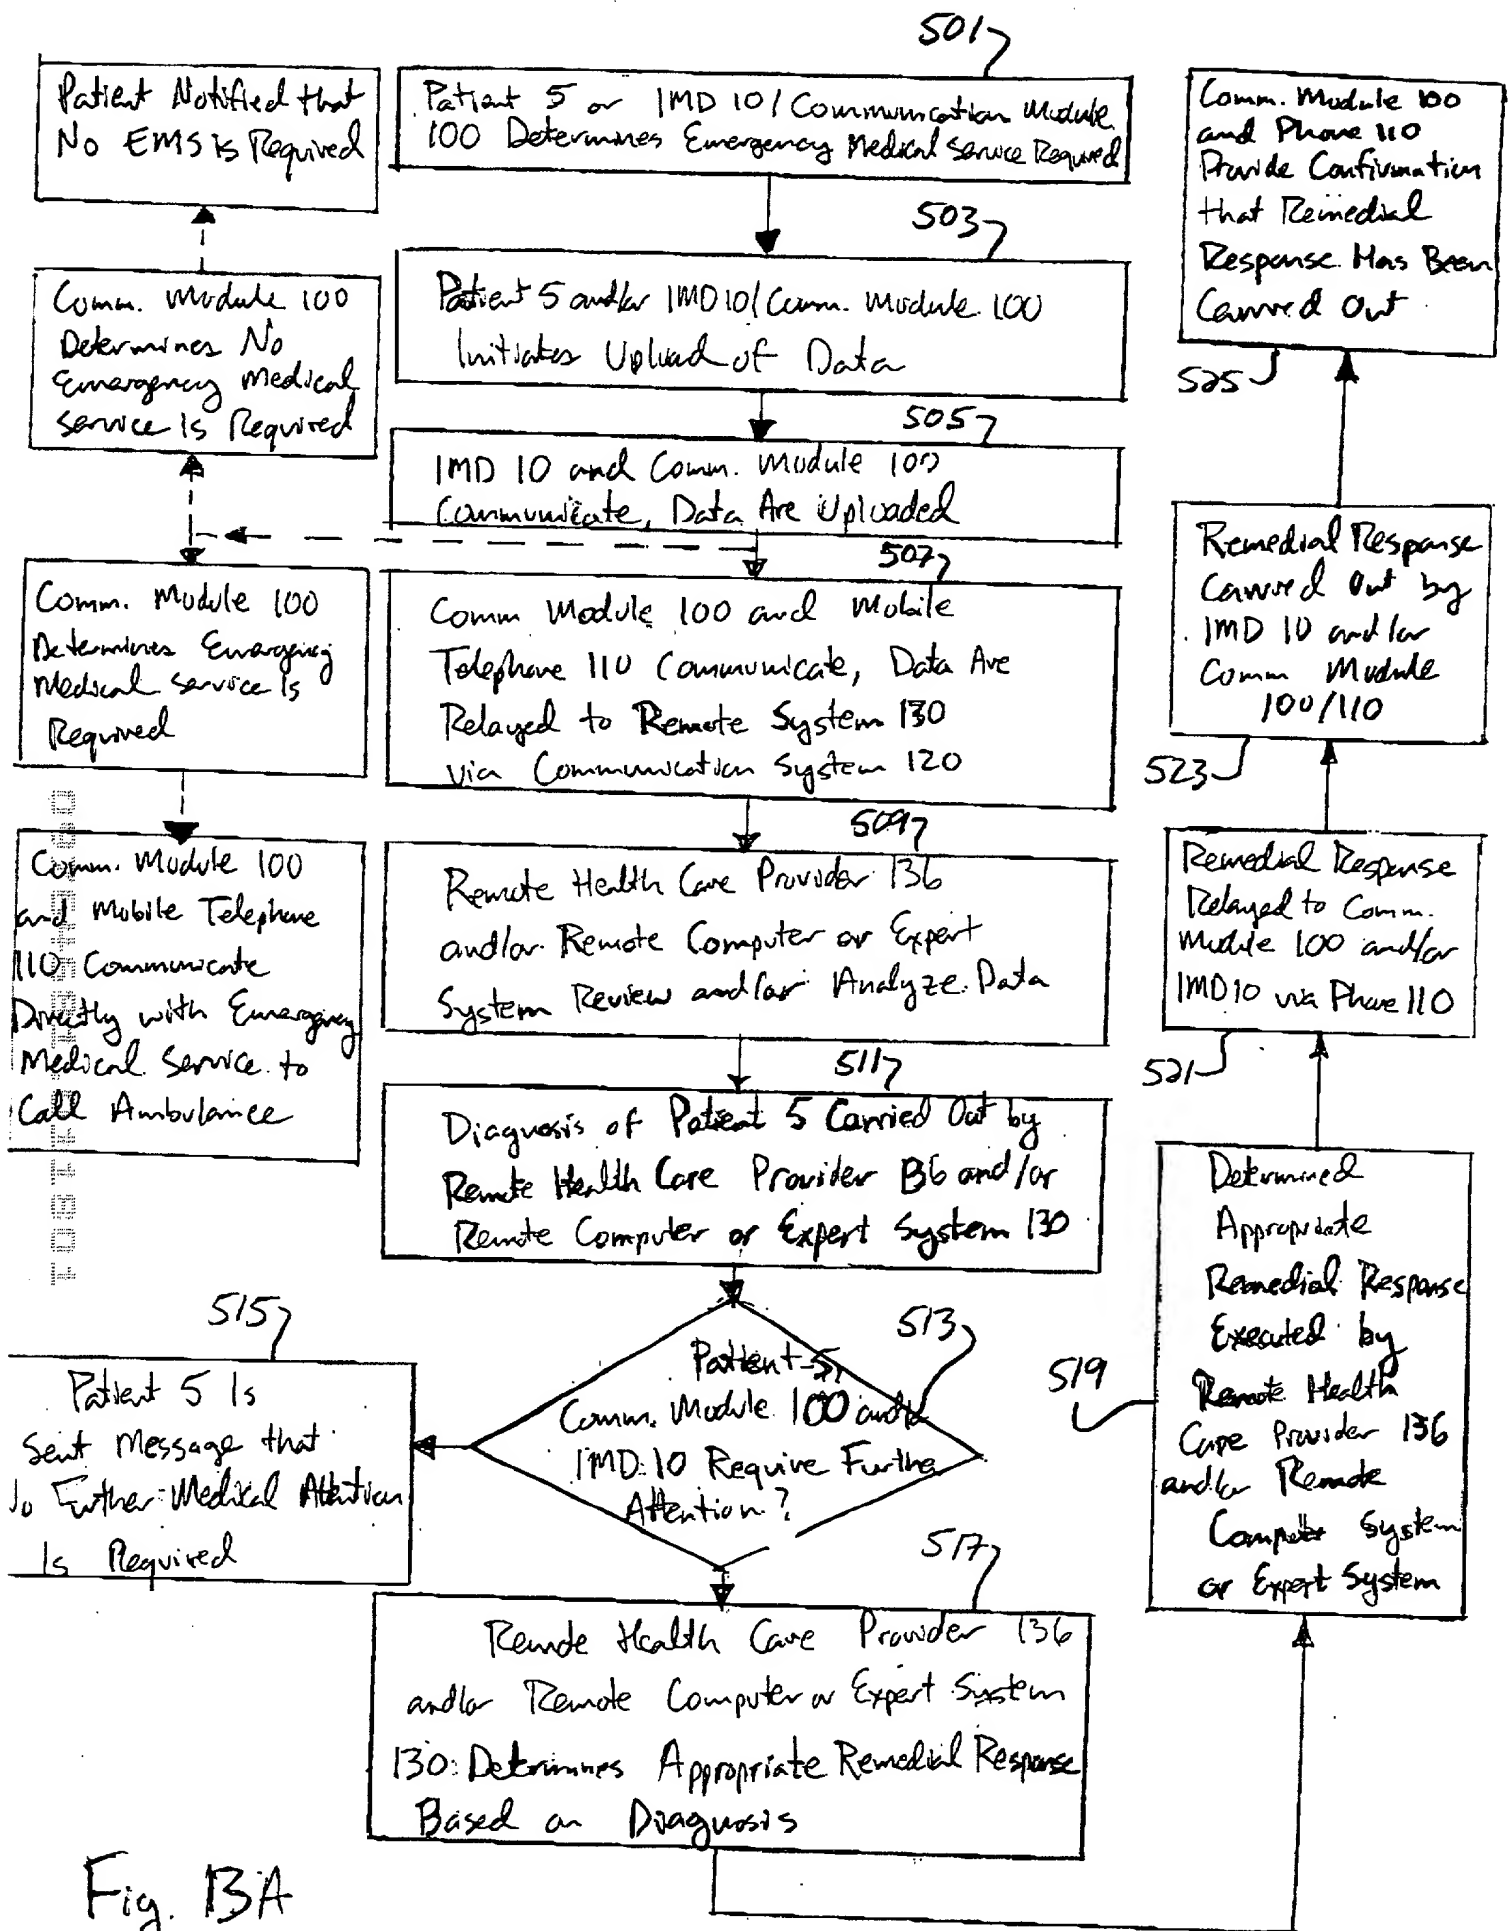 501
Patient Notified that
No EMS is Required
Patient 5 or IMD 10/Communication Module
100 Determines Emergency Medical Service Required
Comm. Module 100
and Phone 110
Provide Confirmation
that Remedial
Response Has Been
Carried Out
525
503
Comm. Module 100
Determines No
Emergency Medical
Service Is Required
Patient 5 and/or IMD 10/Comm. Module 100
Initiates Upload of Data
505
IMD 10 and Comm. Module 100
Communicate, Data Are Uploaded
507
Comm. Module 100
Determines Emergency
Medical Service Is
Required
Comm Module 100 and Mobile
Telephone 110 Communicate, Data Are
Relayed to Remote System 130
via Communication System 120
Remedial Response
Carried Out by
IMD 10 and/or
Comm Module
100/110
523
509
Comm. Module 100
and Mobile Telephone
110 Communicate
Directly with Emergency
Medical Service to
Call Ambulance
Remote Health Care Provider 136
and/or Remote Computer or Expert
System Review and/or Analyze Data
Remedial Response
Relayed to Comm.
Module 100 and/or
IMD 10 via Phone 110
521
511
Diagnosis of Patient 5 Carried Out by
Remote Health Care Provider 136 and/or
Remote Computer or Expert System 130
513
Patient 5,
Comm. Module 100 and/or
IMD 10 Require Further
Attention?
515
Patient 5 Is
Sent Message that
Further Medical Attention
Is Required
519
Determined
Appropriate
Remedial Response
Executed by
Remote Health
Care Provider 136
and/or Remote
Computer System
or Expert System
517
Remote Health Care Provider 136
and/or Remote Computer or Expert System
130 Determines Appropriate Remedial Response
Based on Diagnosis
Fig. 13A